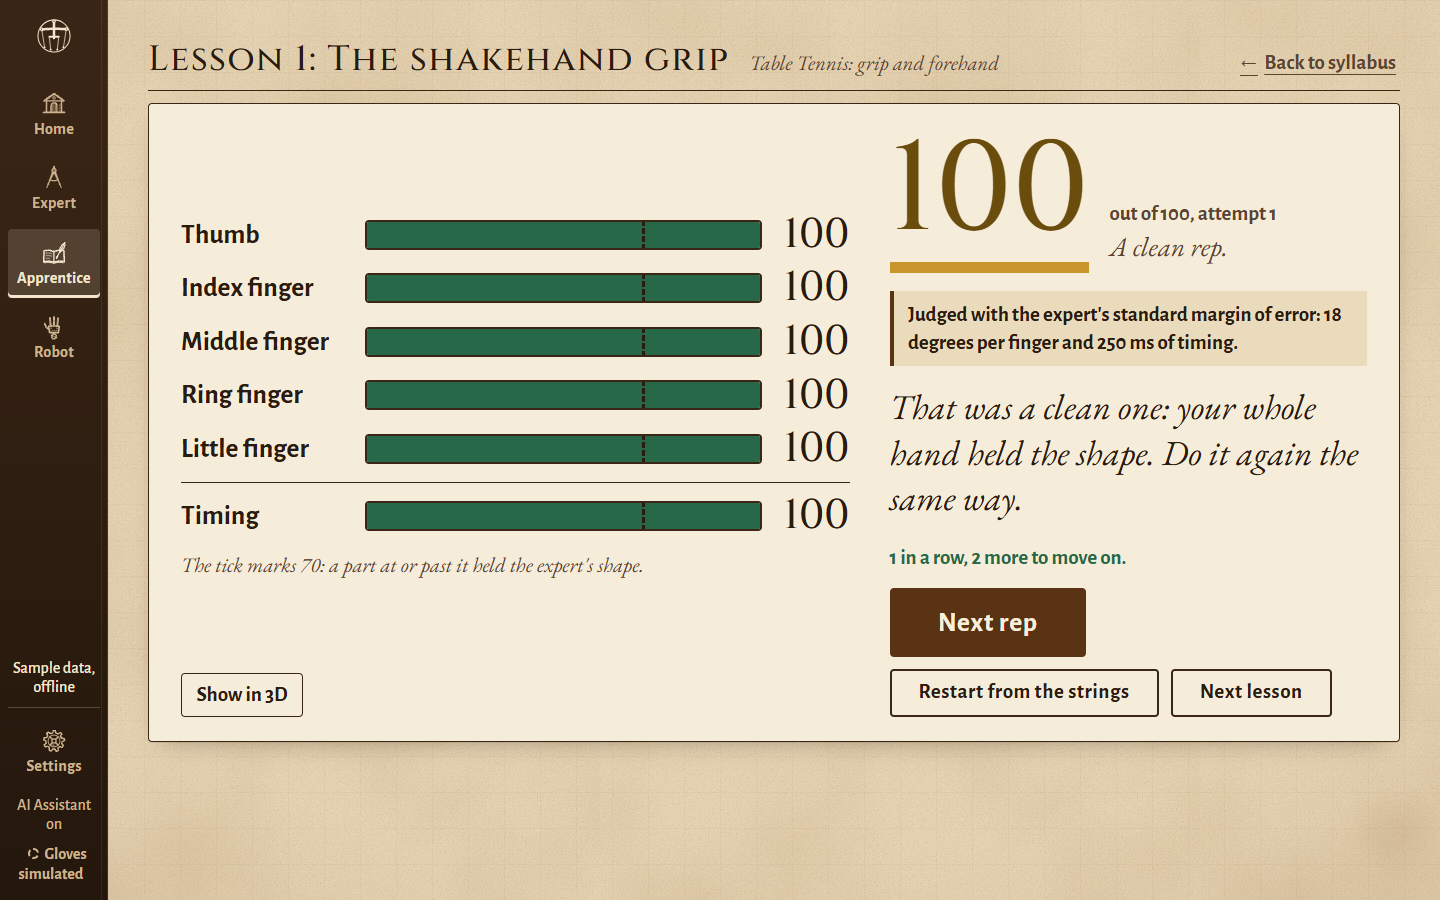 Home
Expert
Apprentice
Robot
Sample data,
offline
Settings
AI Assistant
on
Gloves
simulated
Lesson 1: The shakehand grip
Table Tennis: grip and forehand
← Back to syllabus
Thumb 100
Index finger 100
Middle finger 100
Ring finger 100
Little finger 100
Timing 100
The tick marks 70: a part at or past it held the expert's shape.
Show in 3D
100
out of 100, attempt 1
A clean rep.
Judged with the expert's standard margin of error: 18
degrees per finger and 250 ms of timing.
That was a clean one: your whole
hand held the shape. Do it again the
same way.
1 in a row, 2 more to move on.
Next rep
Restart from the strings
Next lesson